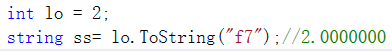 int lo = 2;
string ss= lo.ToString("f7");//2.0000000